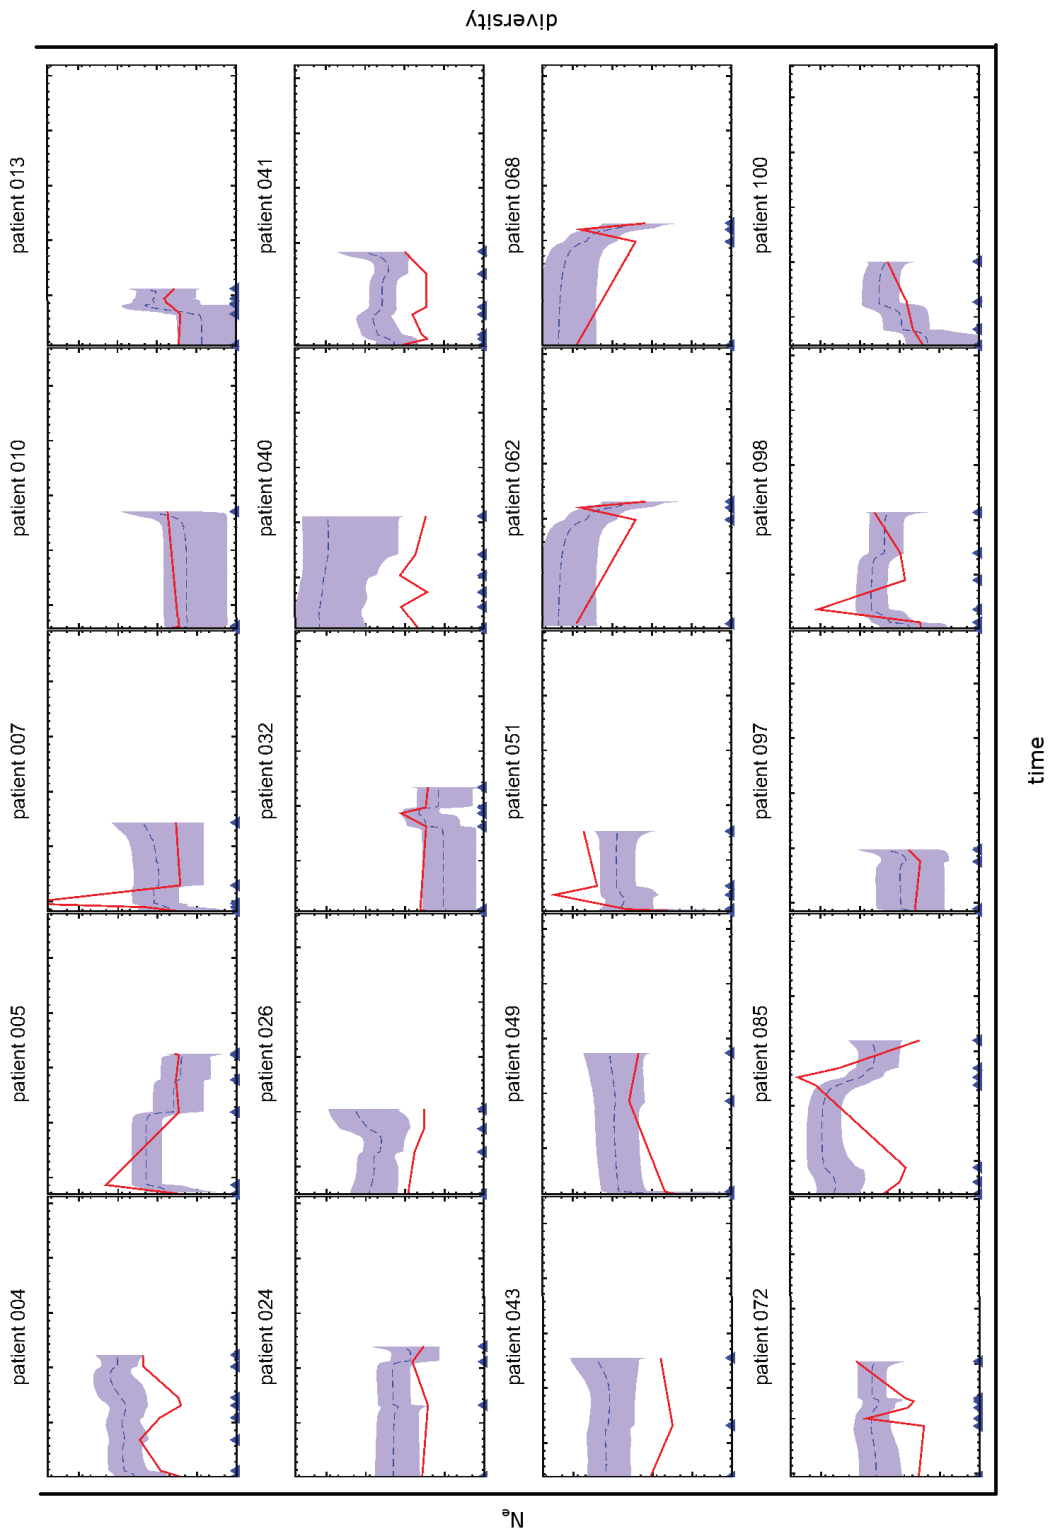 diversity
patient 004
patient 005
patient 007
patient 010
patient 013
patient 024
patient 026
patient 032
patient 040
patient 041
patient 043
patient 049
patient 051
patient 062
patient 068
patient 072
patient 085
patient 097
patient 098
patient 100
Ne
time